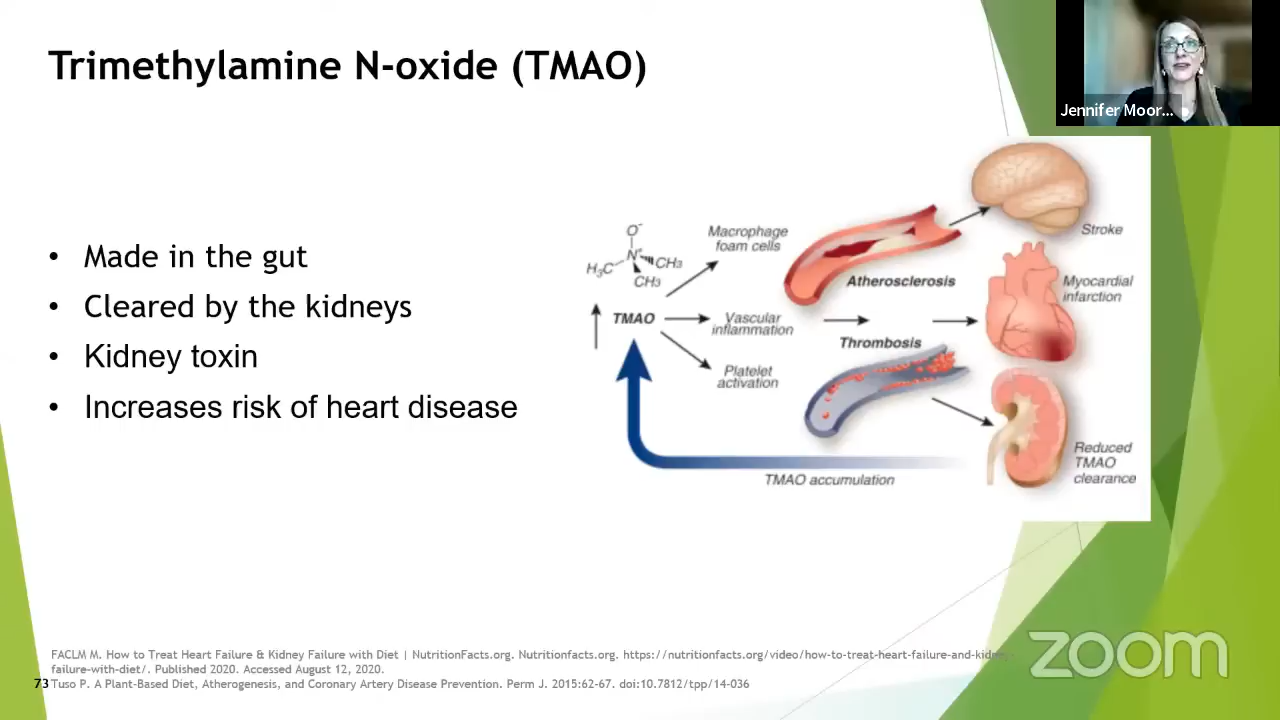 Trimethylamine N-oxide (TMAO)
Jennifer Moor...
• Made in the gut
• Cleared by the kidneys
• Kidney toxin
• Increases risk of heart disease
O⁻
N⁺
H₃C
CH₃
CH₃
TMAO
Macrophage
foam cells
Vascular
inflammation
Platelet
activation
Atherosclerosis
Thrombosis
Stroke
Myocardial
infarction
Reduced
TMAO
clearance
TMAO accumulation
FACLM M. How to Treat Heart Failure & Kidney Failure with Diet | NutritionFacts.org. Nutritionfacts.org. https://nutritionfacts.org/video/how-to-treat-heart-failure-and-kidney-
failure-with-diet/. Published 2020. Accessed August 12, 2020.
73 Tuso P. A Plant-Based Diet, Atherogenesis, and Coronary Artery Disease Prevention. Perm J. 2015:62-67. doi:10.7812/tpp/14-036
zoom